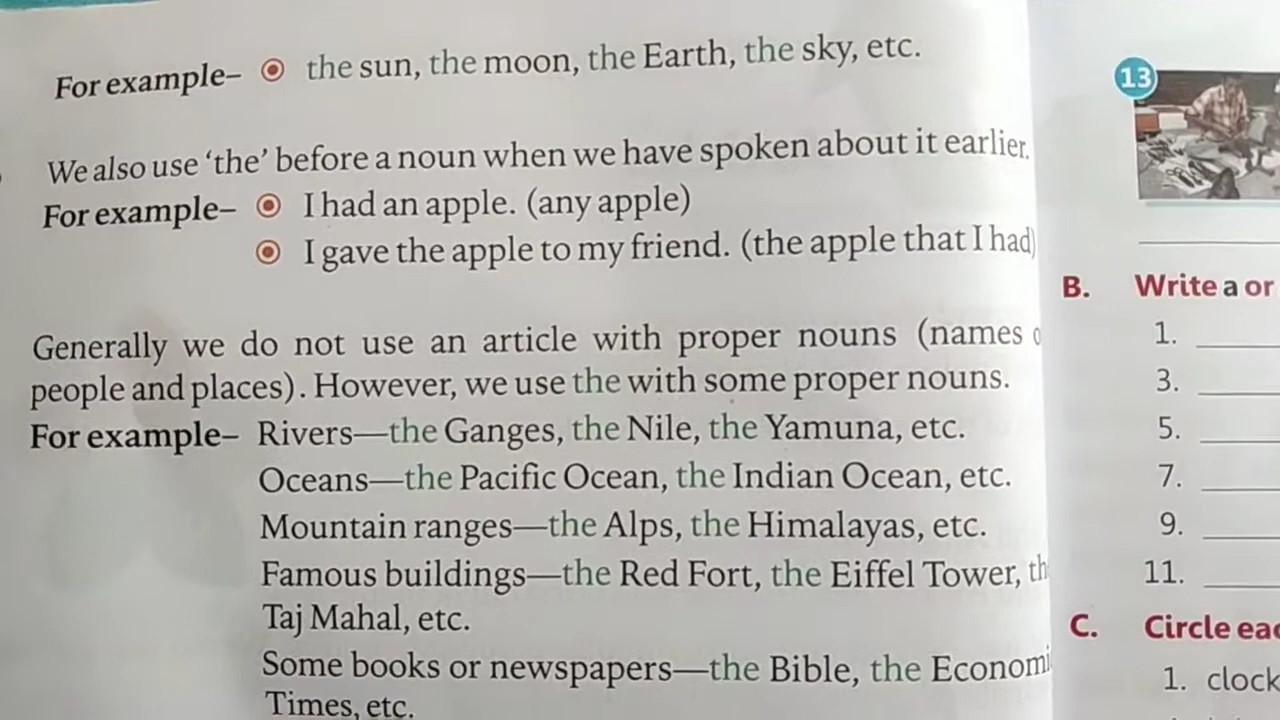 For example– the sun, the moon, the Earth, the sky, etc.
We also use ‘the’ before a noun when we have spoken about it earlier.
For example– I had an apple. (any apple)
I gave the apple to my friend. (the apple that I had)
Generally we do not use an article with proper nouns (names
people and places). However, we use the with some proper nouns.
For example– Rivers—the Ganges, the Nile, the Yamuna, etc.
Oceans—the Pacific Ocean, the Indian Ocean, etc.
Mountain ranges—the Alps, the Himalayas, etc.
Famous buildings—the Red Fort, the Eiffel Tower,
Taj Mahal, etc.
Some books or newspapers—the Bible, the
Times, etc.
13
B. Write a or
1.
3.
5.
7.
9.
11.
C. Circle
1. clock